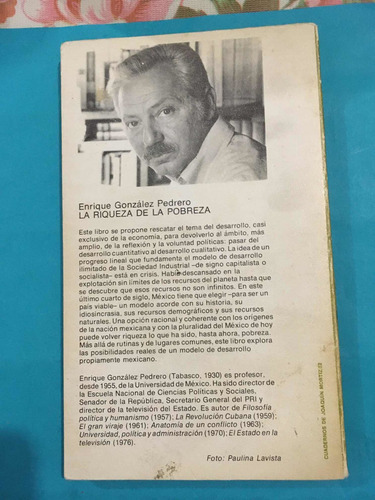 Enrique González Pedrero
LA RIQUEZA DE LA POBREZA
Este libro se propone rescatar el tema del desarrollo, casi
exclusivo de la economía, para devolverlo al ámbito, más
amplio, de la reflexión y la voluntad políticas: pasar del
desarrollo cuantitativo al desarrollo cualitativo. La idea de un
progreso lineal que fundamenta el modelo de desarrollo
ilimitado de la Sociedad Industrial –de signo capitalista o
socialista– está en crisis. Había descansado en la
explotación sin límites de los recursos del planeta hasta que
se descubre que esos recursos no son infinitos. En este
último cuarto de siglo, México tiene que elegir –para ser un
país viable– un modelo acorde con su historia, su
idiosincrasia, sus recursos demográficos y sus recursos
naturales. Una opción racional y coherente con los orígenes
de la nación mexicana y con la pluralidad del México de hoy
puede volver riqueza lo que ha sido, hasta ahora, pobreza.
Más allá de rutinas y de lugares comunes, este libro explora
las posibilidades reales de un modelo de desarrollo
propiamente mexicano.
Enrique González Pedrero (Tabasco, 1930) es profesor,
desde 1955, de la Universidad de México. Ha sido director de
la Escuela Nacional de Ciencias Políticas y Sociales,
Senador de la República, Secretario General del PRI y
director de la televisión del Estado. Es autor de Filosofía
política y humanismo (1957); La Revolución Cubana (1959);
El gran viraje (1961); Anatomía de un conflicto (1963);
Universidad, política y administración (1970); El Estado en la
televisión (1976).
Foto: Paulina Lavista
CUADERNOS DE JOAQUÍN MORTIZ